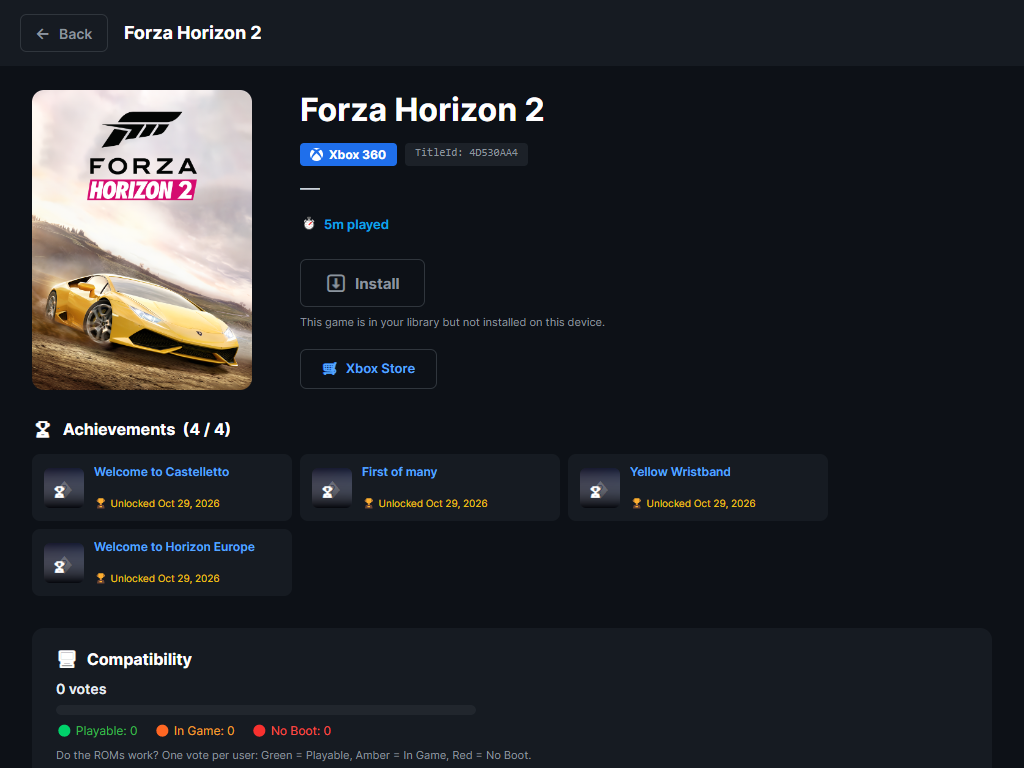 Back
Forza Horizon 2
FORZA
HORIZON 2
Forza Horizon 2
Xbox 360
TitleId: 4D530AA4
—
5m played
Install
This game is in your library but not installed on this device.
Xbox Store
Achievements (4 / 4)
Welcome to Castelletto
Unlocked Oct 29, 2026
First of many
Unlocked Oct 29, 2026
Yellow Wristband
Unlocked Oct 29, 2026
Welcome to Horizon Europe
Unlocked Oct 29, 2026
Compatibility
0 votes
Playable: 0 In Game: 0 No Boot: 0
Do the ROMs work? One vote per user: Green = Playable, Amber = In Game, Red = No Boot.